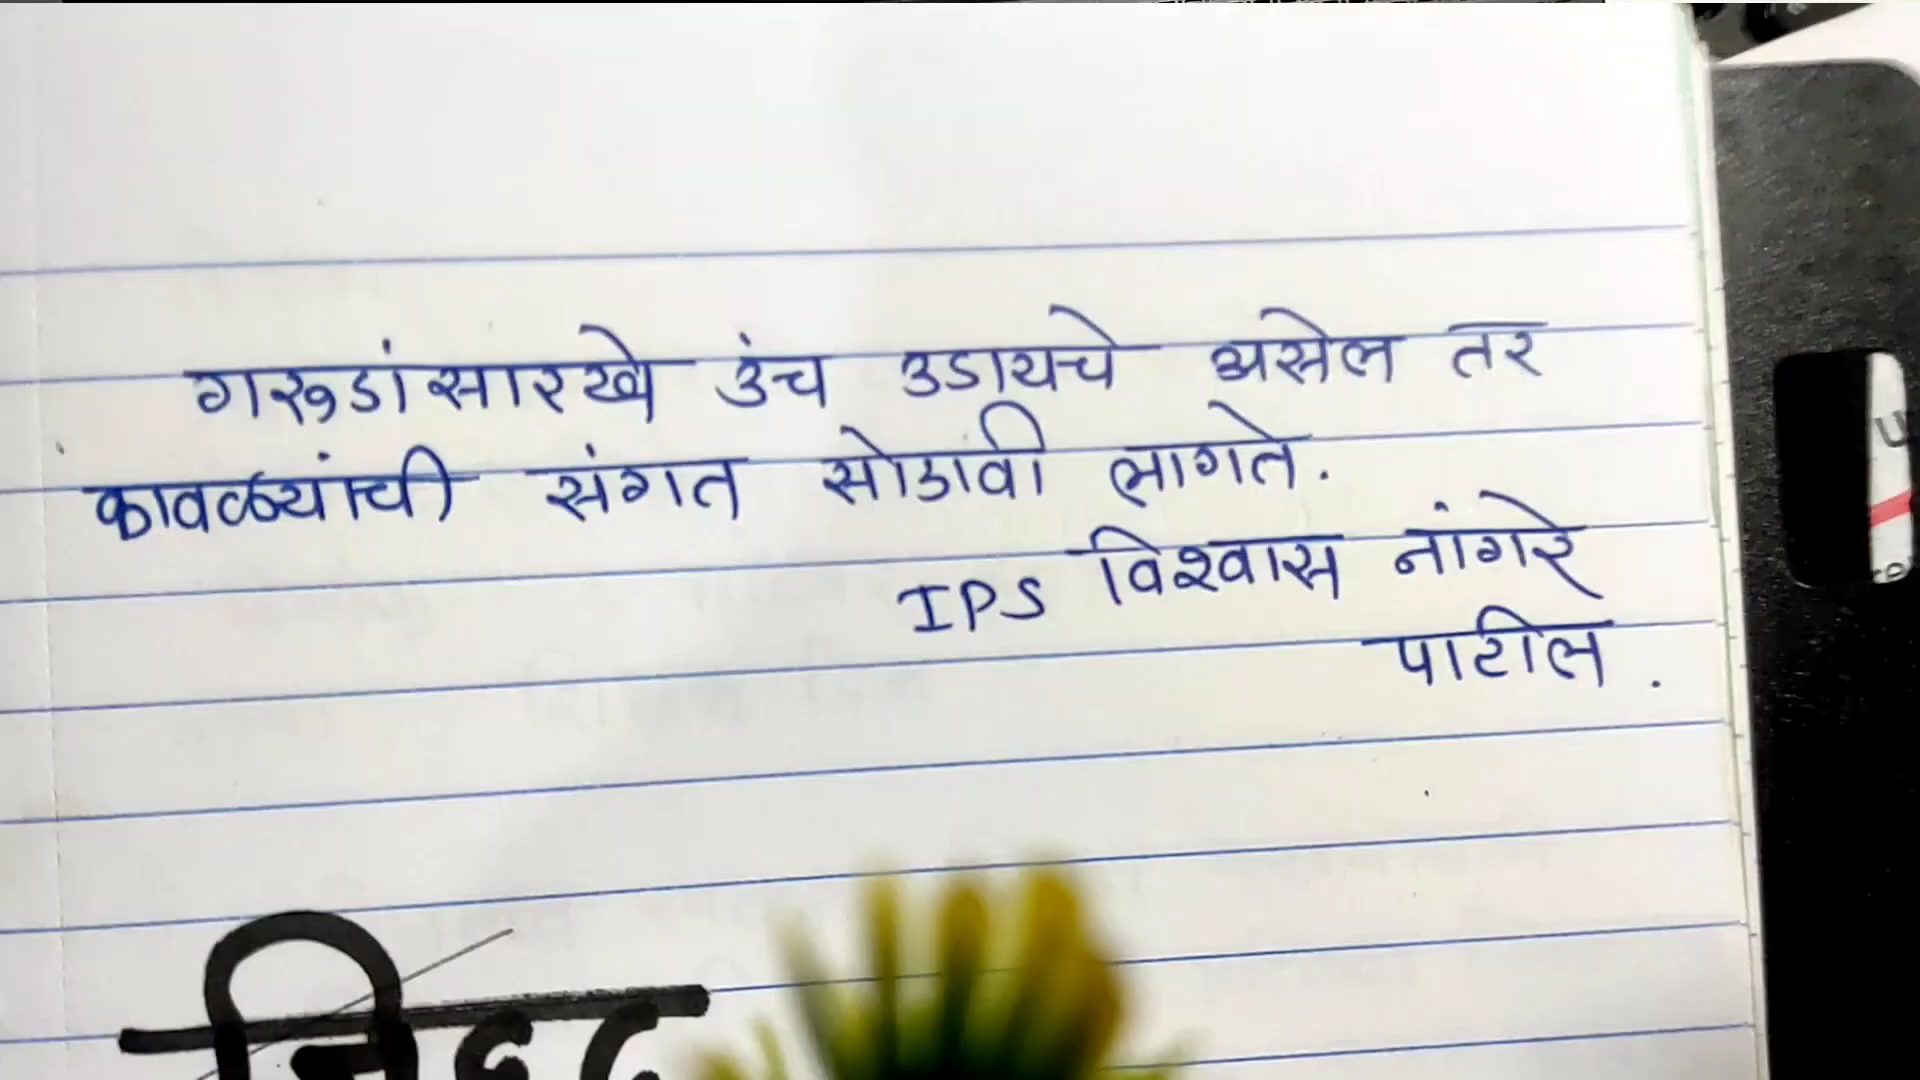 गरुडांसारखे उंच उडायचे असेल तर
कावळ्यांची संगत सोडावी लागते.
IPS विश्वास नांगरे
पाटील .